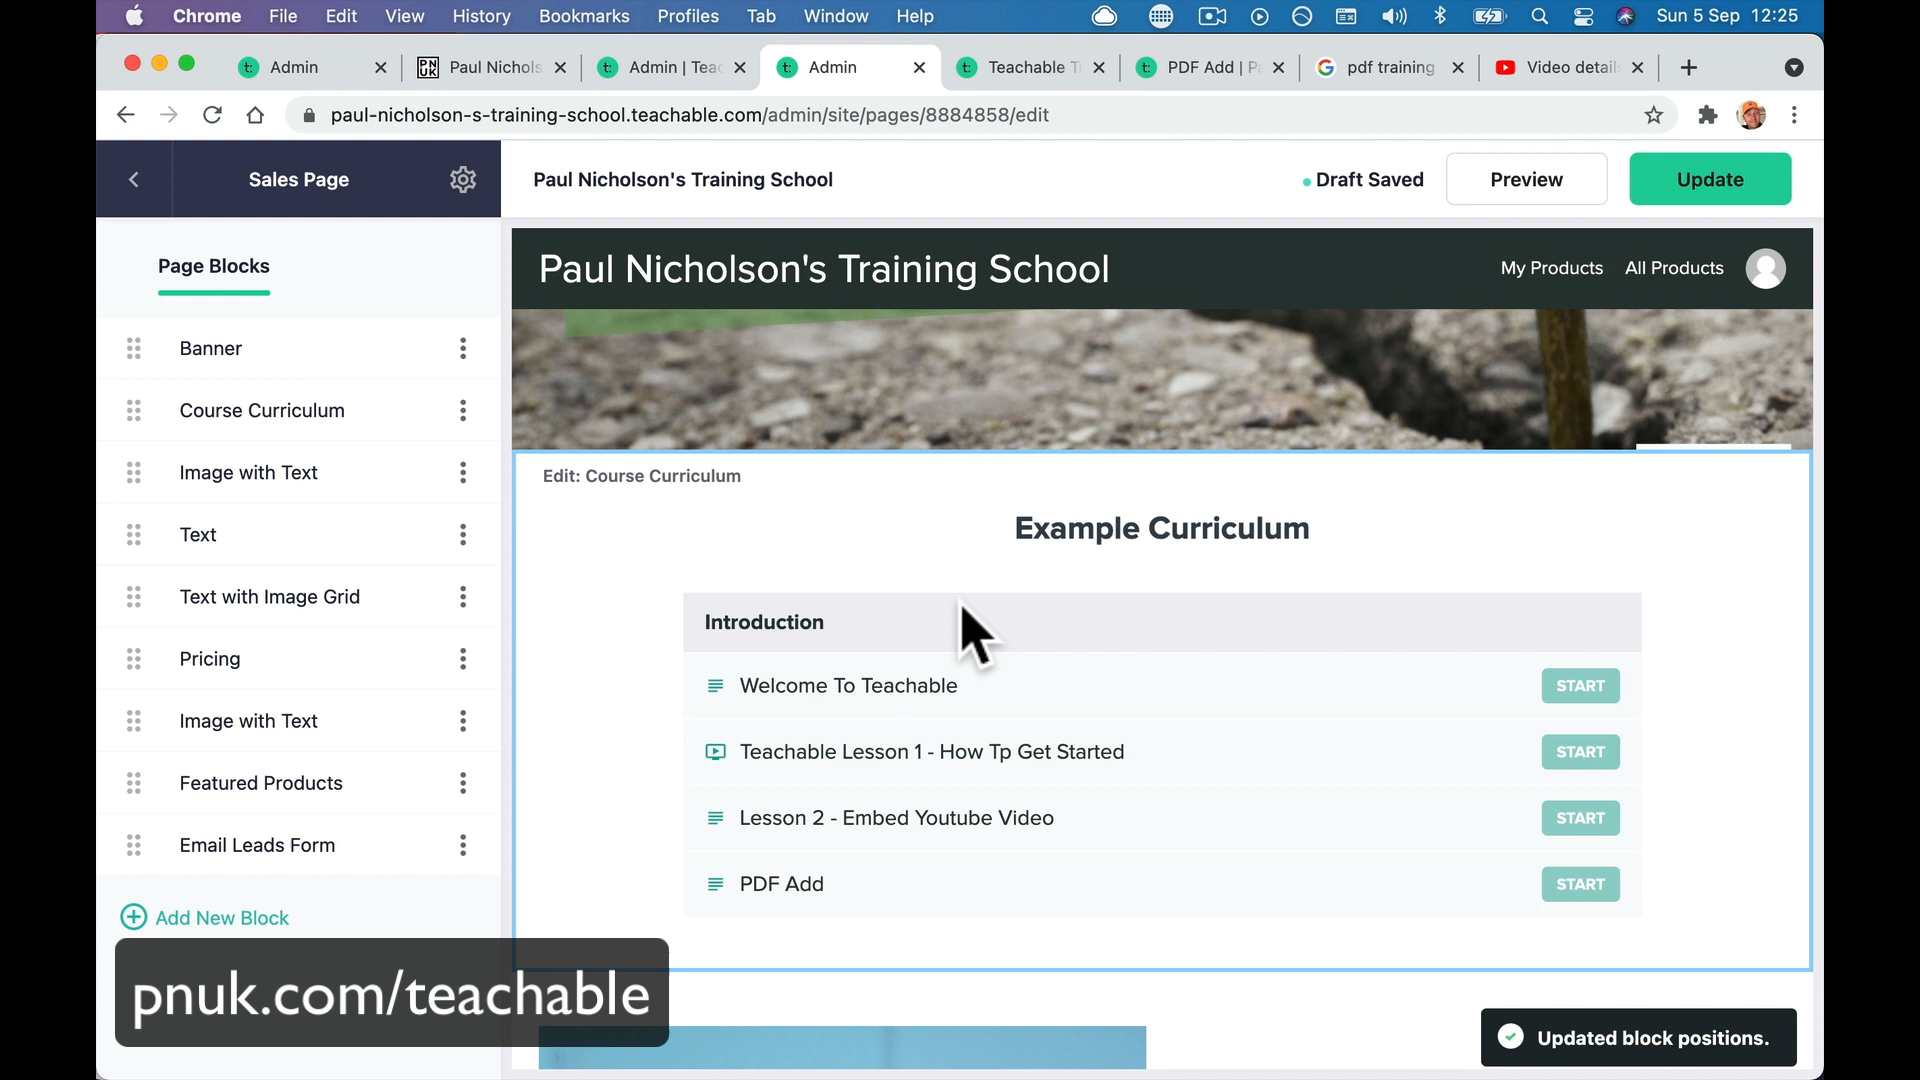 Chrome File Edit View History Bookmarks Profiles Tab Window Help Sun 5 Sep 12:25
Admin Paul Nichols Admin | Teac Admin Teachable T PDF Add | P pdf training Video detail
paul-nicholson-s-training-school.teachable.com/admin/site/pages/8884858/edit
Sales Page Paul Nicholson's Training School Draft Saved Preview Update
Page Blocks
Banner
Course Curriculum
Image with Text
Text
Text with Image Grid
Pricing
Image with Text
Featured Products
Email Leads Form
Add New Block
Paul Nicholson's Training School My Products All Products
Edit: Course Curriculum
Example Curriculum
Introduction
Welcome To Teachable START
Teachable Lesson 1 - How Tp Get Started START
Lesson 2 - Embed Youtube Video START
PDF Add START
pnuk.com/teachable
Updated block positions.